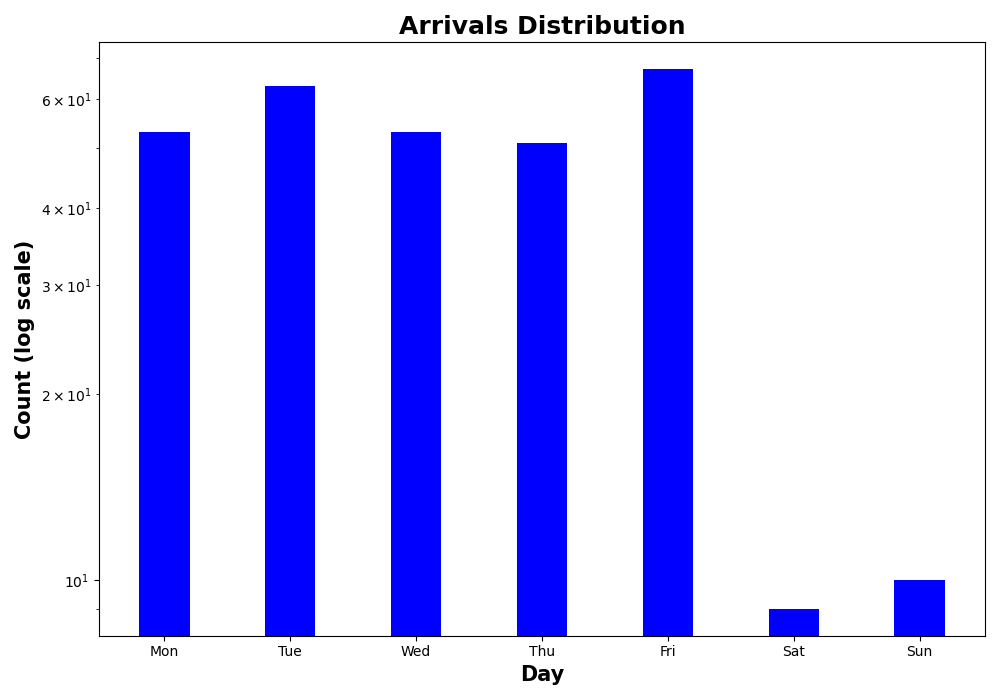 Arrivals Distribution
Count (log scale)
6 × 10¹
4 × 10¹
3 × 10¹
2 × 10¹
10¹
Mon Tue Wed Thu Fri Sat Sun
Day